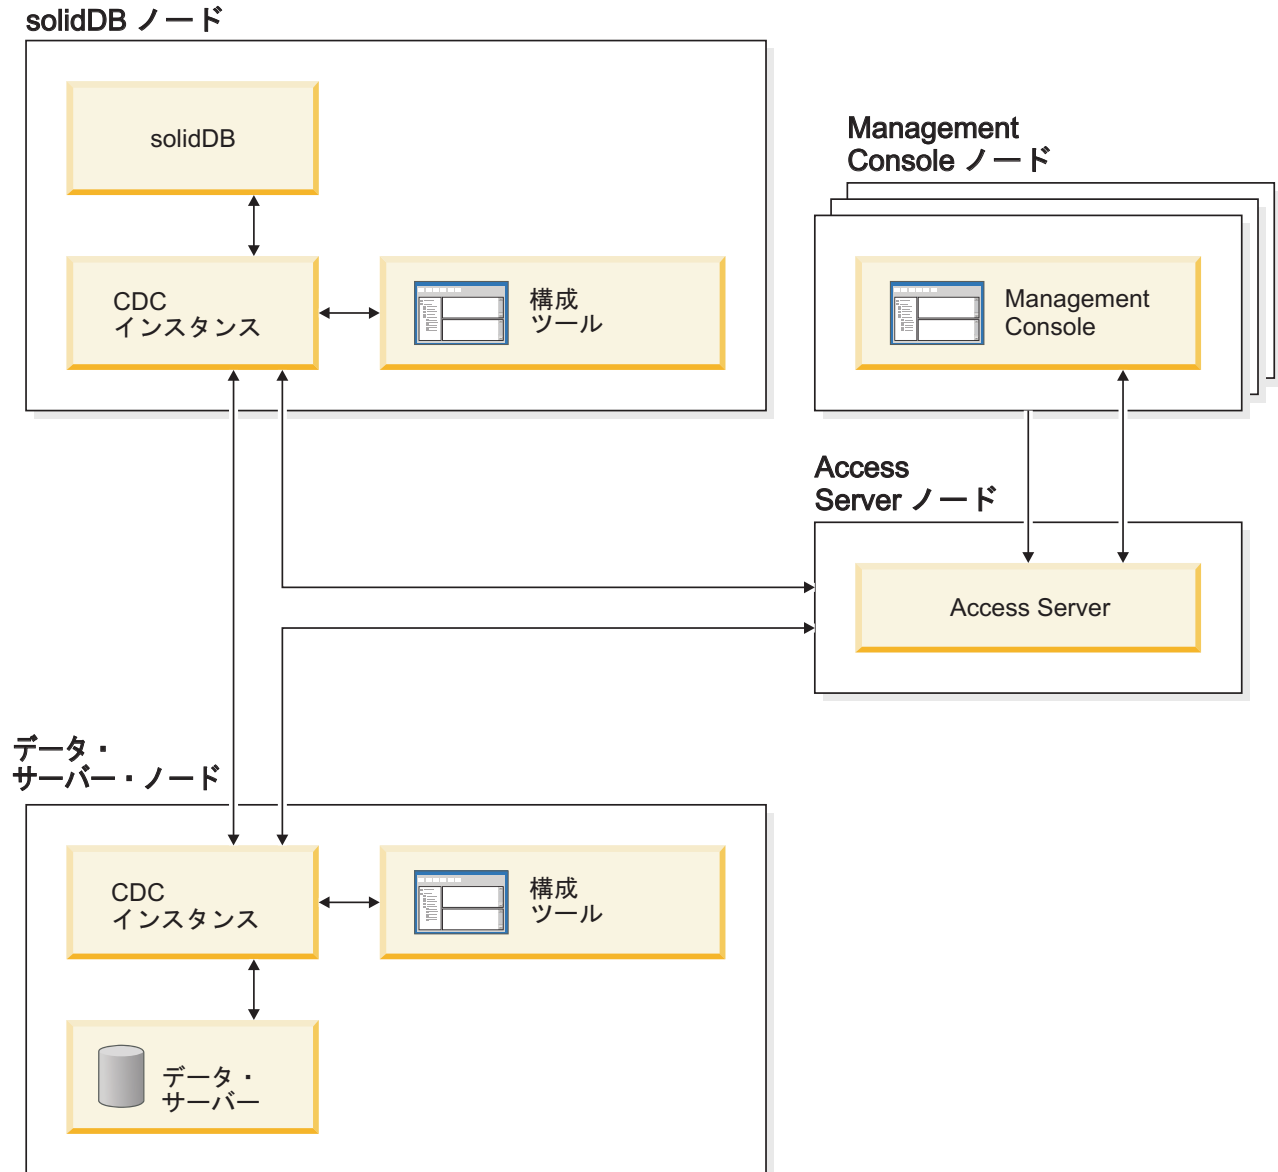 solidDB ノード
solidDB
CDC
インスタンス
構成
ツール
Management
Console ノード
Management
Console
Access
Server ノード
Access Server
データ・
サーバー・ノード
CDC
インスタンス
構成
ツール
データ・
サーバー